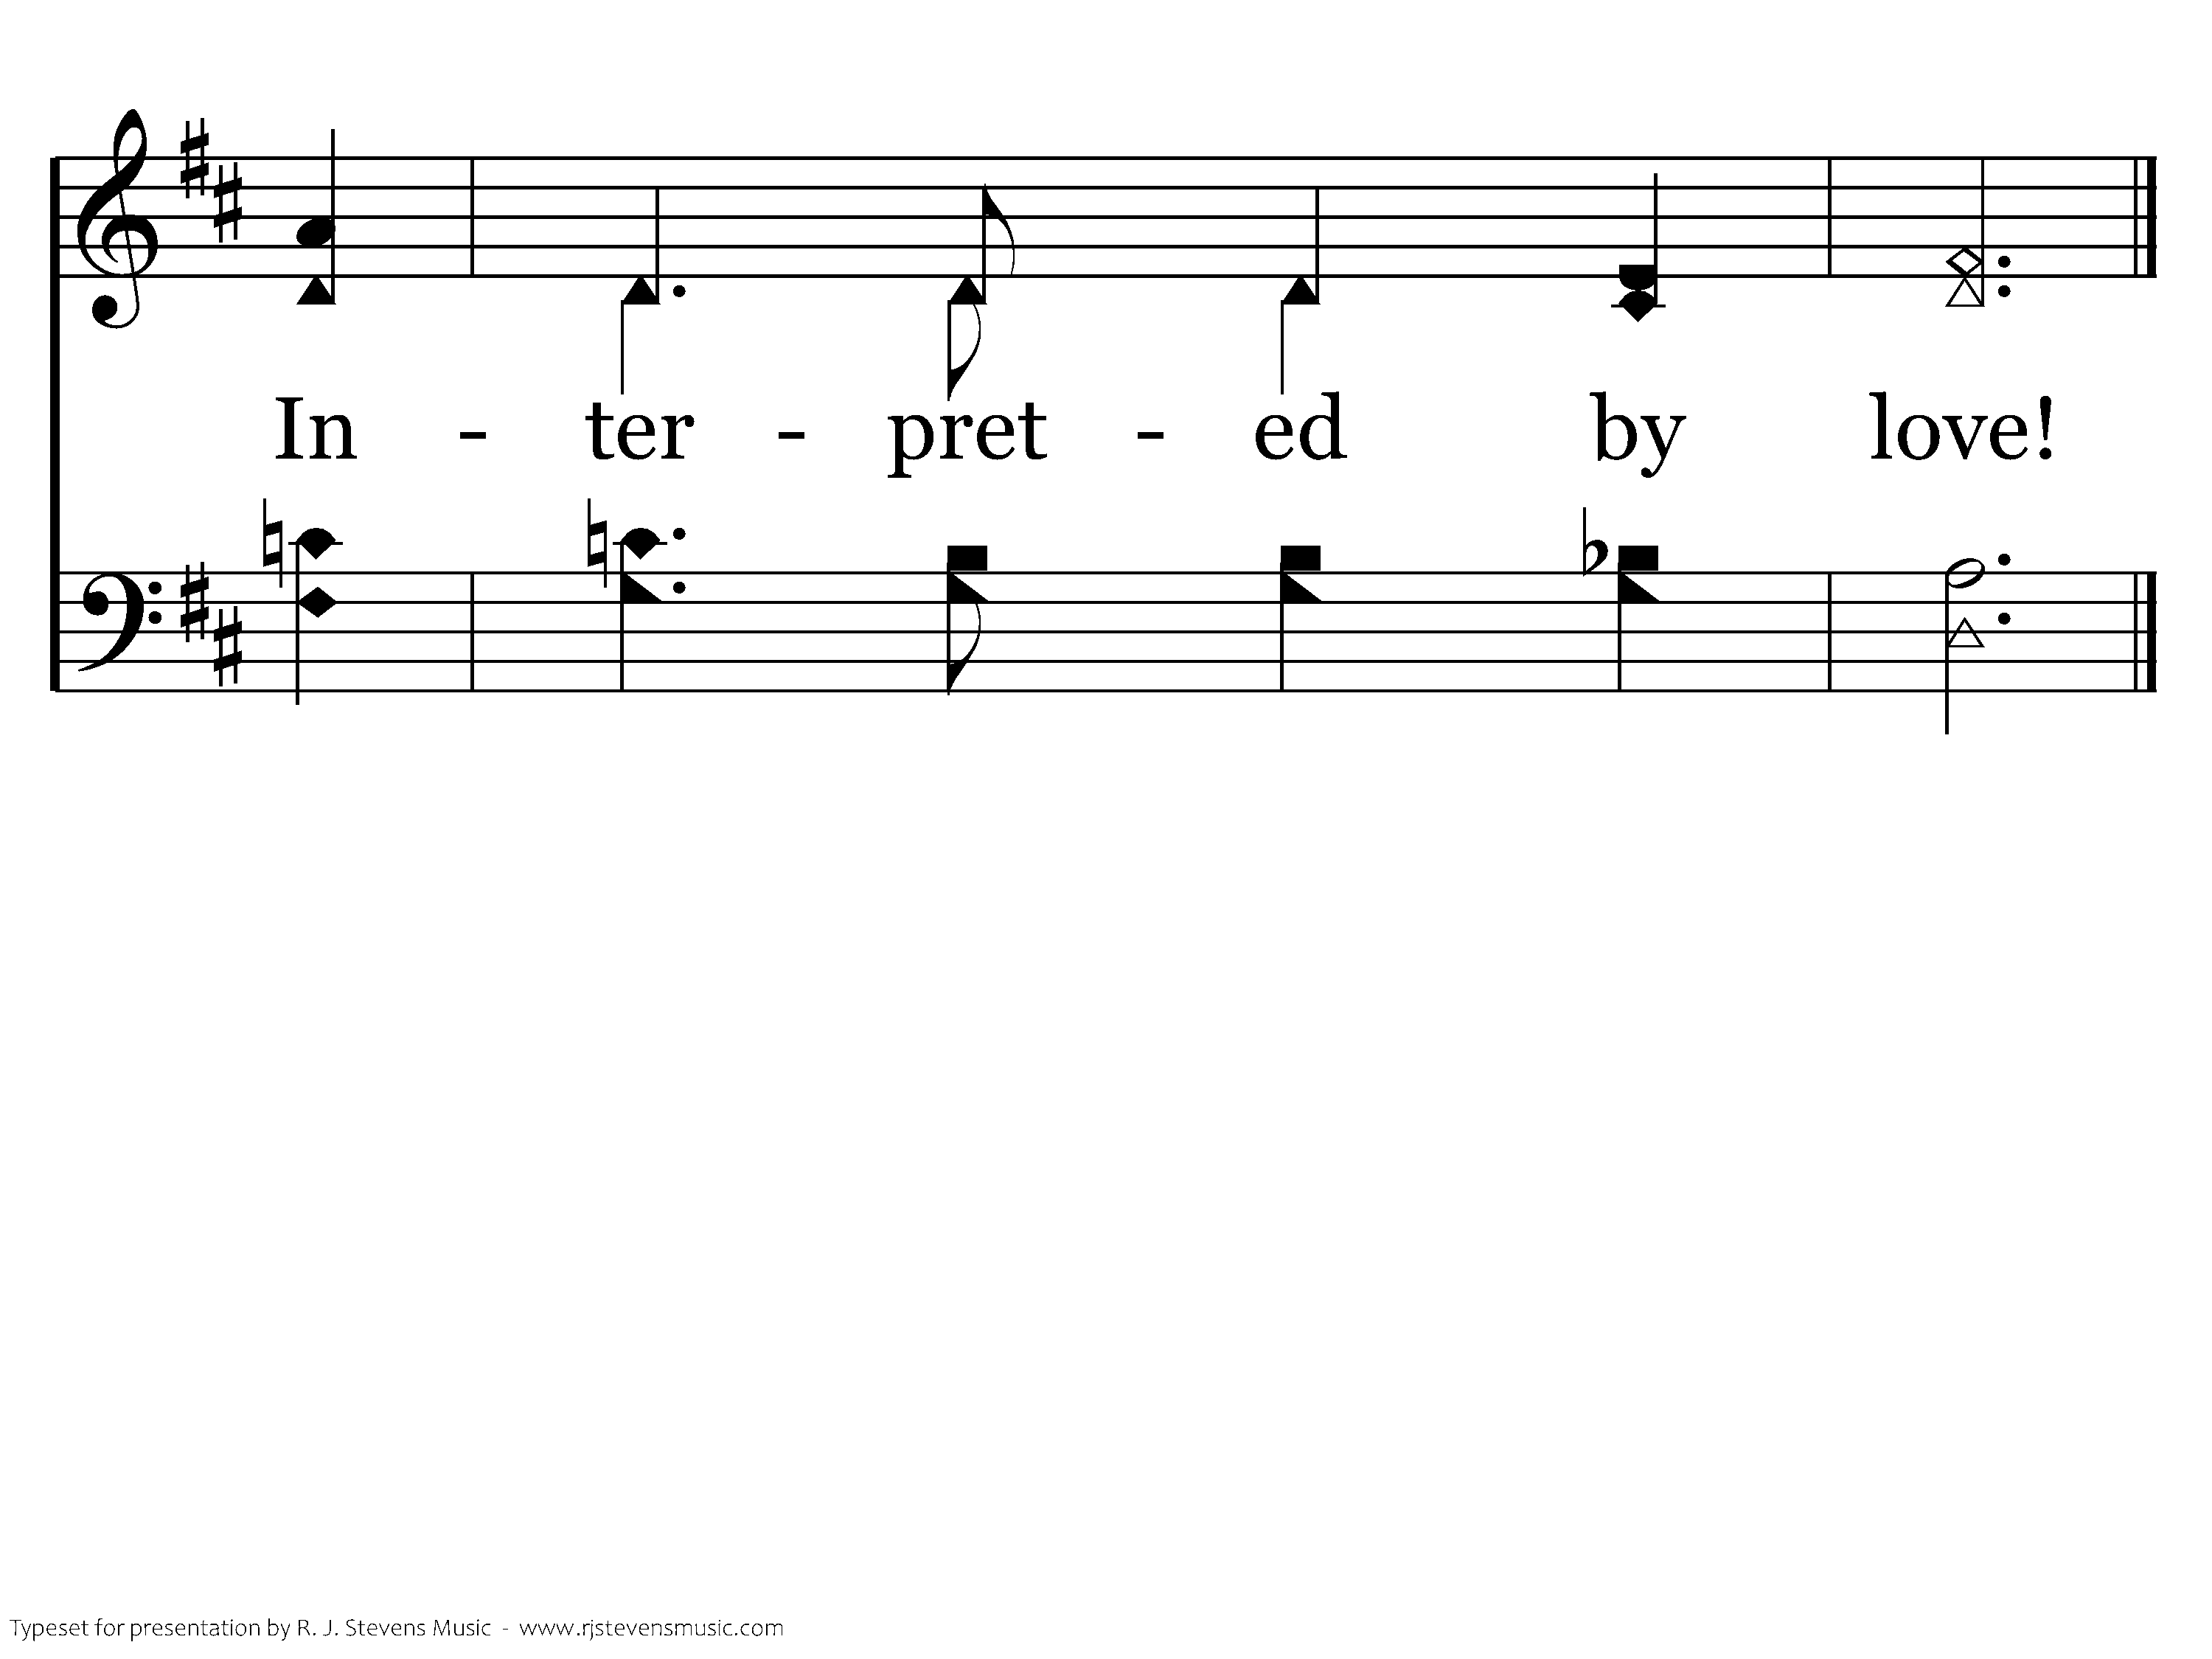 In - ter - pret - ed by love!
Typeset for presentation by R. J. Stevens Music - www.rjstevensmusic.com